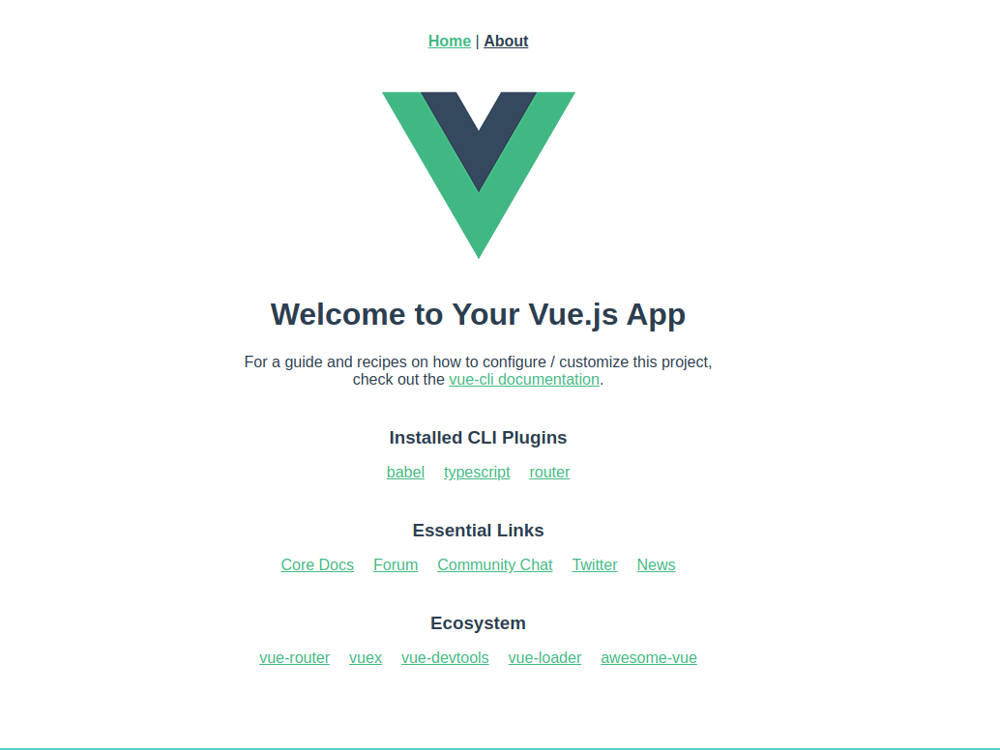 Home | About
Welcome to Your Vue.js App
For a guide and recipes on how to configure / customize this project,
check out the vue-cli documentation.
Installed CLI Plugins
babel typescript router
Essential Links
Core Docs Forum Community Chat Twitter News
Ecosystem
vue-router vuex vue-devtools vue-loader awesome-vue